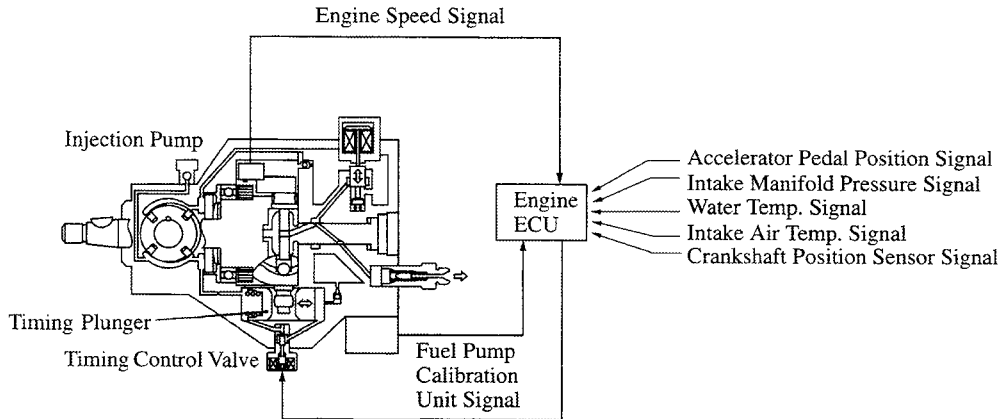 Engine Speed Signal
Injection Pump
Engine
ECU
Accelerator Pedal Position Signal
Intake Manifold Pressure Signal
Water Temp. Signal
Intake Air Temp. Signal
Crankshaft Position Sensor Signal
Timing Plunger
Timing Control Valve
Fuel Pump
Calibration
Unit Signal